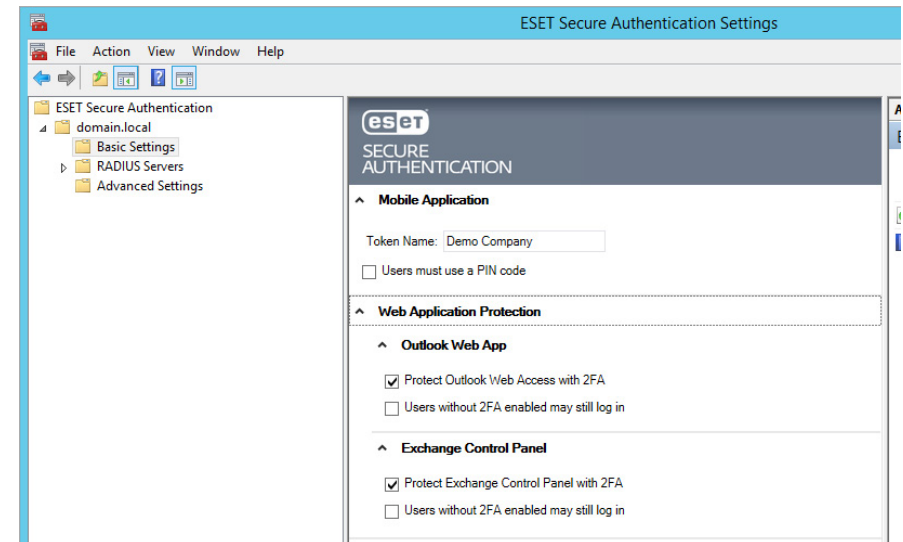 ESET Secure Authentication Settings
File Action View Window Help
ESET Secure Authentication
domain.local
Basic Settings
RADIUS Servers
Advanced Settings
eseT
SECURE
AUTHENTICATION
Mobile Application
Token Name: Demo Company
Users must use a PIN code
Web Application Protection
Outlook Web App
Protect Outlook Web Access with 2FA
Users without 2FA enabled may still log in
Exchange Control Panel
Protect Exchange Control Panel with 2FA
Users without 2FA enabled may still log in